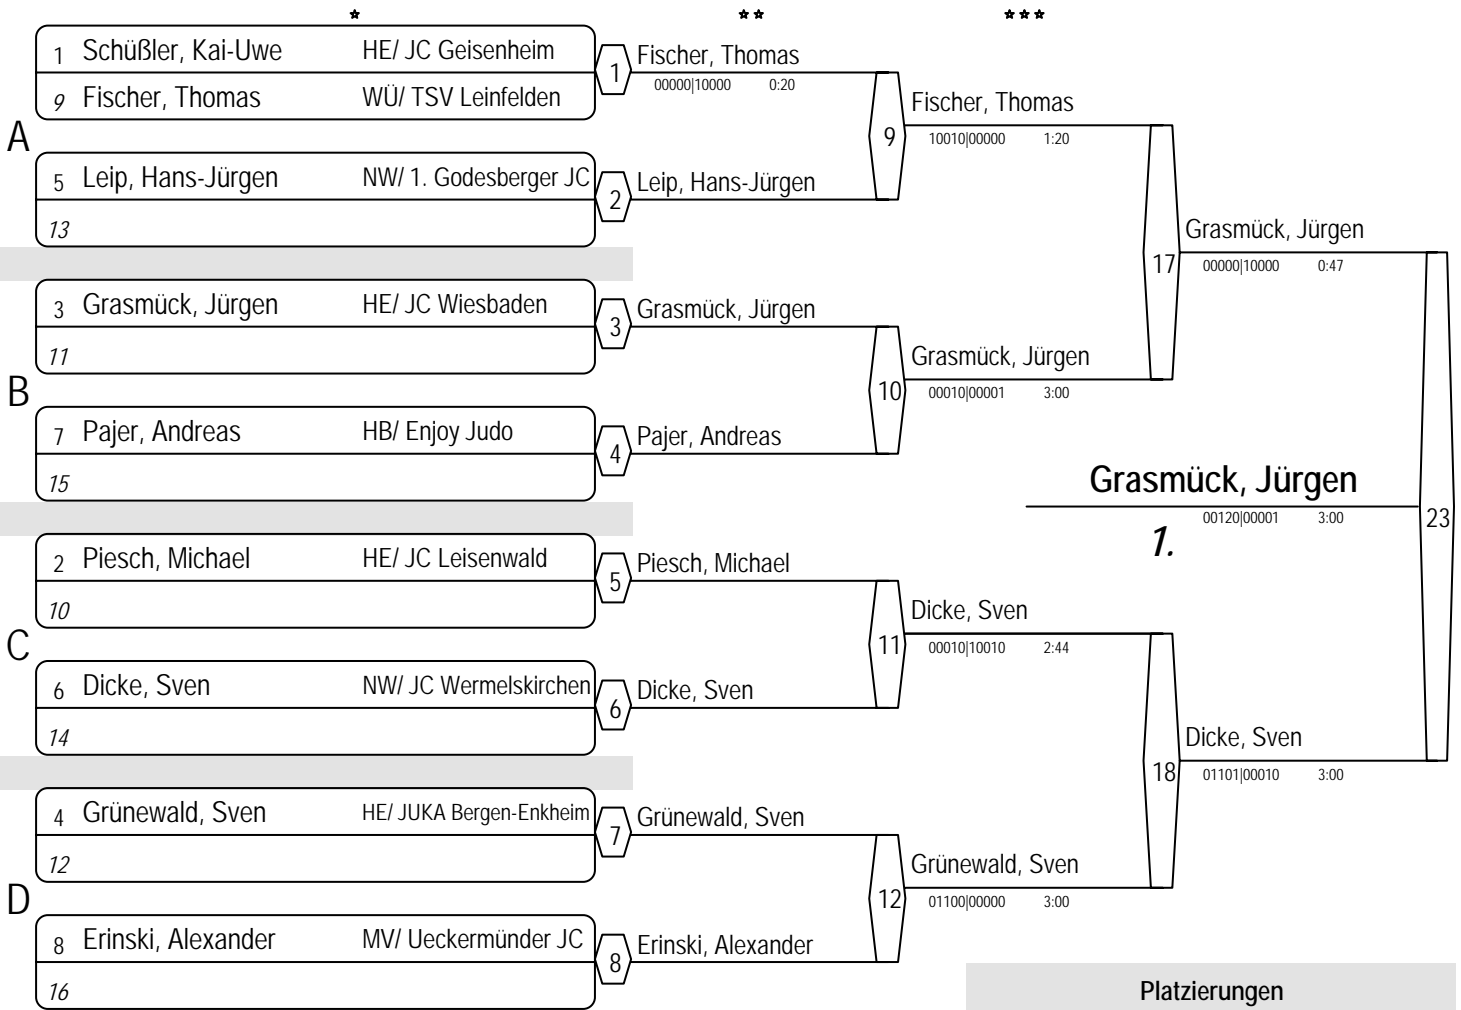 1 Schüßler, Kai-Uwe HE/ JC Geisenheim
9 Fischer, Thomas WÜ/ TSV Leinfelden
A
5 Leip, Hans-Jürgen NW/ 1. Godesberger JC
13
3 Grasmück, Jürgen HE/ JC Wiesbaden
11
B
7 Pajer, Andreas HB/ Enjoy Judo
15
2 Piesch, Michael HE/ JC Leisenwald
10
C
6 Dicke, Sven NW/ JC Wermelskirchen
14
4 Grünewald, Sven HE/ JUKA Bergen-Enkheim
12
D
8 Erinski, Alexander MV/ Ueckermünder JC
16
1 Fischer, Thomas
00000|10000 0:20
2 Leip, Hans-Jürgen
3 Grasmück, Jürgen
4 Pajer, Andreas
5 Piesch, Michael
6 Dicke, Sven
7 Grünewald, Sven
8 Erinski, Alexander
9 Fischer, Thomas
10010|00000 1:20
10 Grasmück, Jürgen
00010|00001 3:00
11 Dicke, Sven
00010|10010 2:44
12 Grünewald, Sven
01100|00000 3:00
17 Grasmück, Jürgen
00000|10000 0:47
18 Dicke, Sven
01101|00010 3:00
Grasmück, Jürgen
23
1. 00120|00001 3:00
Platzierungen